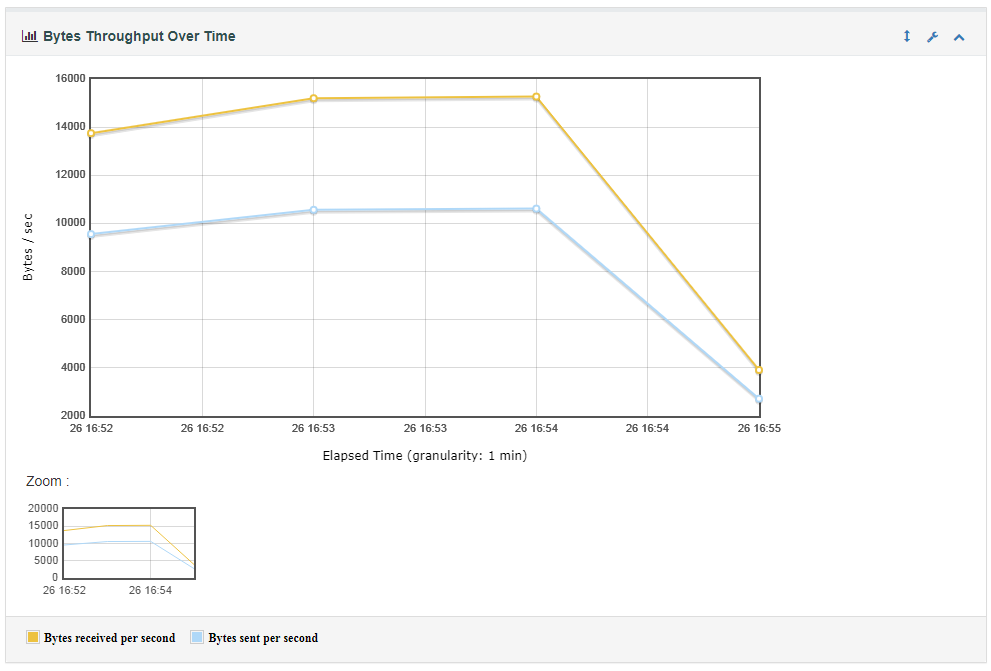 Bytes Throughput Over Time
16000
14000
12000
10000
8000
6000
4000
2000
Bytes / sec
26 16:52 26 16:52 26 16:53 26 16:53 26 16:54 26 16:54 26 16:55
Elapsed Time (granularity: 1 min)
Zoom :
20000
15000
10000
5000
0
26 16:52 26 16:54
Bytes received per second Bytes sent per second